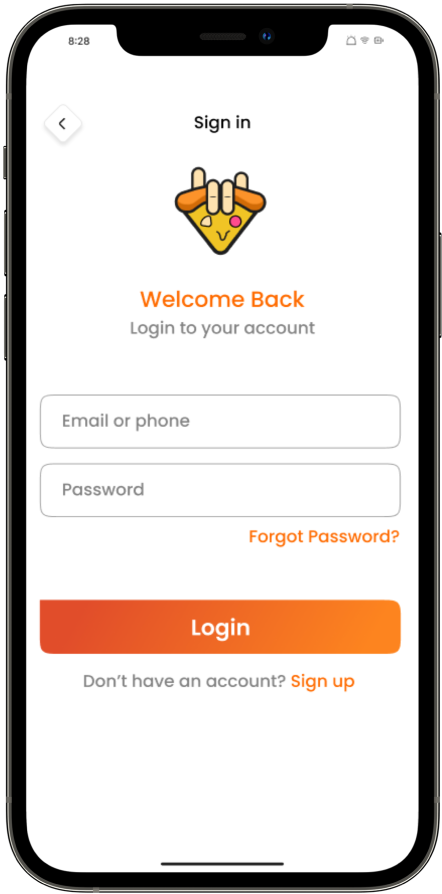 8:28
Sign in
Welcome Back
Login to your account
Email or phone
Password
Forgot Password?
Login
Don't have an account? Sign up